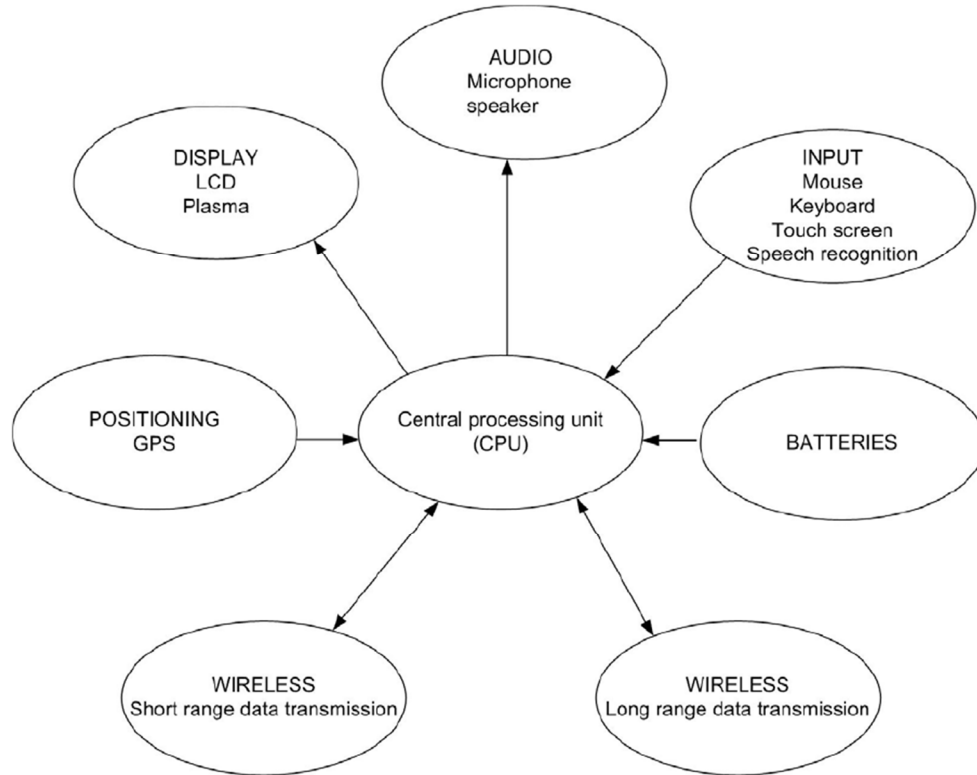 AUDIO
Microphone
speaker
DISPLAY
LCD
Plasma
INPUT
Mouse
Keyboard
Touch screen
Speech recognition
POSITIONING
GPS
Central processing unit
(CPU)
BATTERIES
WIRELESS
Short range data transmission
WIRELESS
Long range data transmission